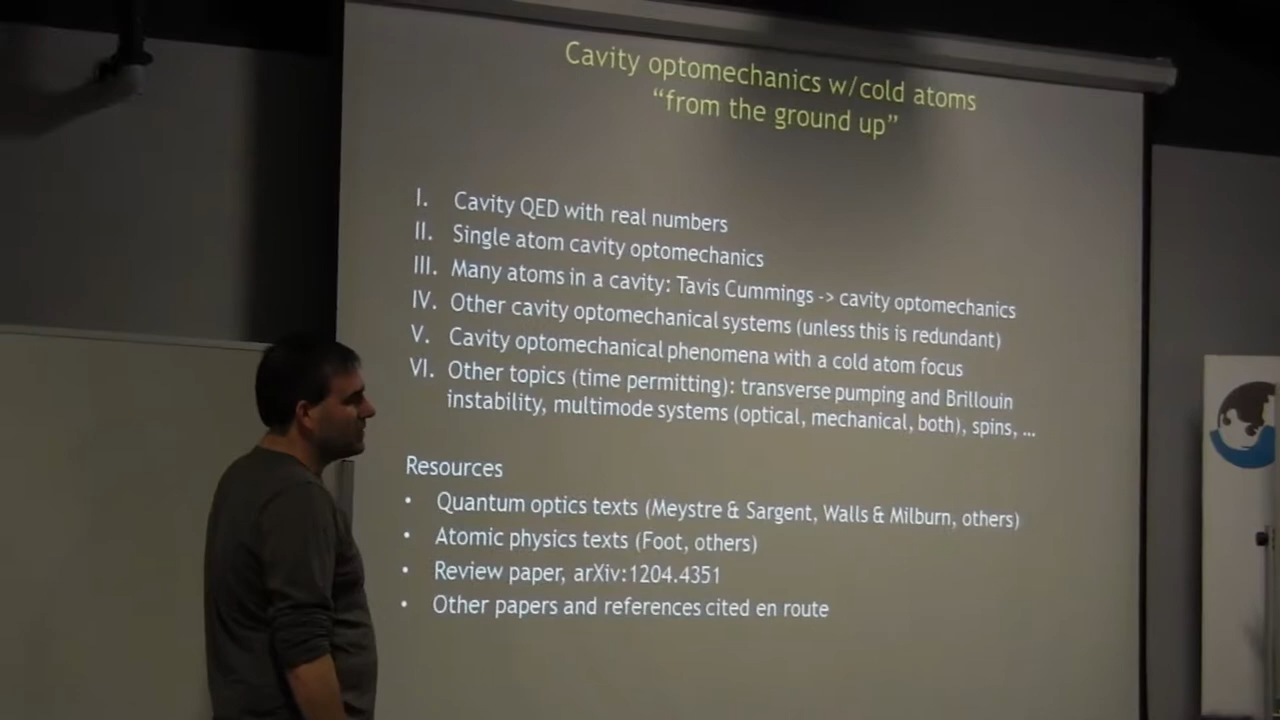 Cavity optomechanics w/cold atoms
“from the ground up”
I. Cavity QED with real numbers
II. Single atom cavity optomechanics
III. Many atoms in a cavity: Tavis Cummings -> cavity optomechanics
IV. Other cavity optomechanical systems (unless this is redundant)
V. Cavity optomechanical phenomena with a cold atom focus
VI. Other topics (time permitting): transverse pumping and Brillouin
instability, multimode systems (optical, mechanical, both), spins, ...
Resources
• Quantum optics texts (Meystre & Sargent, Walls & Milburn, others)
• Atomic physics texts (Foot, others)
• Review paper, arXiv:1204.4351
• Other papers and references cited en route